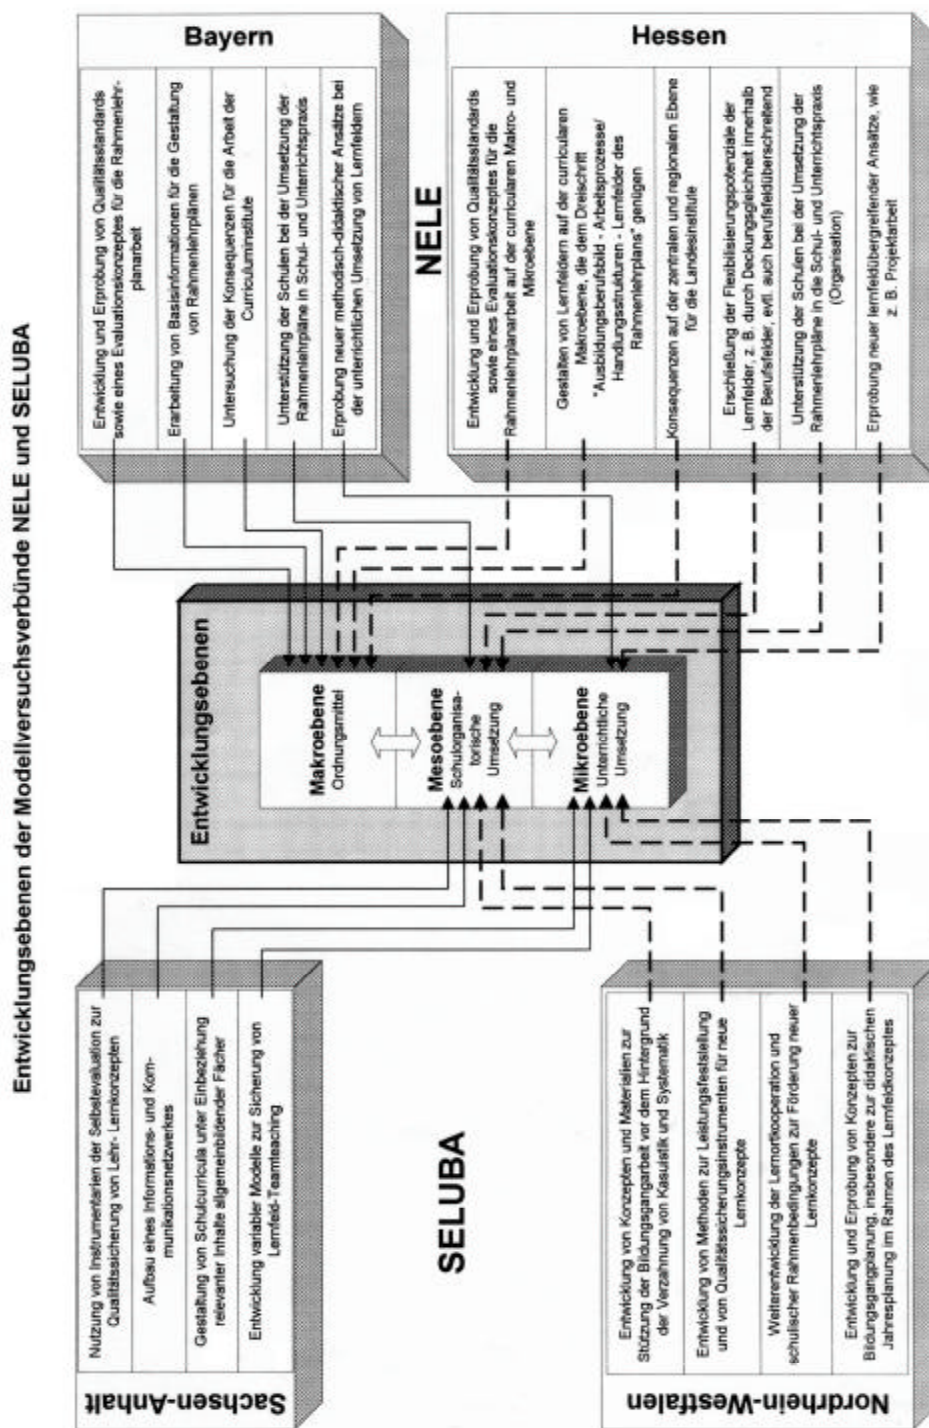 Entwicklungsebenen der Modellversuchsverbünde NELE und SELUBA
SELUBA
NELE
Sachsen-Anhalt
Nutzung von Instrumentarien der Selbstevaluation zur
Qualitätssicherung von Lehr- Lernkonzepten
Aufbau eines Informations- und Kom-
munikationsnetzwerkes
Gestaltung von Schulcurricula unter Einbeziehung
relevanter Inhalte allgemeinbildender Fächer
Entwicklung variabler Modelle zur Sicherung von
Lernfeld-Teamteaching
Nordrhein-Westfalen
Entwicklung von Konzepten und Materialien zur
Stützung der Bildungsgangarbeit vor dem Hintergrund
der Verzahnung von Kasuistik und Systematik
Entwicklung von Methoden zur Leistungsfeststellung
und von Qualitätssicherungsinstrumenten für neue
Lernkonzepte
Weiterentwicklung der Lernortkooperation und
schulischer Rahmenbedingungen zur Förderung neuer
Lernkonzepte
Entwicklung und Erprobung von Konzepten zur
Bildungsgangplanung, insbesondere zur didaktischen
Jahresplanung im Rahmen des Lernfeldkonzeptes
Entwicklungsebenen
Makroebene
Ordnungsmittel
Mesoebene
Schulorganisa-
torische
Umsetzung
Mikroebene
Unterrichtliche
Umsetzung
Bayern
Entwicklung und Erprobung von Qualitätsstandards
sowie eines Evaluationskonzeptes für die Rahmenlehr-
planarbeit
Erarbeitung von Basisinformationen für die Gestaltung
von Rahmenlehrplänen
Untersuchung der Konsequenzen für die Arbeit der
Curriculuminstitute
Unterstützung der Schulen bei der Umsetzung der
Rahmenlehrpläne in Schul- und Unterrichtspraxis
Erprobung neuer methodisch-didaktischer Ansätze bei
der unterrichtlichen Umsetzung von Lernfeldern
Hessen
Entwicklung und Erprobung von Qualitätsstandards
sowie eines Evaluationskonzeptes für die
Rahmenlehrplanarbeit auf der curricularen Makro- und
Mikroebene
Gestalten von Lernfeldern auf der curricularen
Makroebene, die dem Dreischritt
"Ausbildungsberufsbild - Arbeitsprozesse/
Handlungsstrukturen - Lernfelder des
Rahmenlehrplans" genügen
Konsequenzen auf der zentralen und regionalen Ebene
für die Landesinstitute
Erschließung der Flexibilisierungspotenziale der
Lernfelder, z. B. durch Deckungsgleichheit innerhalb
der Berufsfelder, evtl. auch berufsfeldüberschreitend
Unterstützung der Schulen bei der Umsetzung der
Rahmenlehrpläne in die Schul- und Unterrichtspraxis
(Organisation)
Erprobung neuer lernfeldübergreifender Ansätze, wie
z. B. Projektarbeit